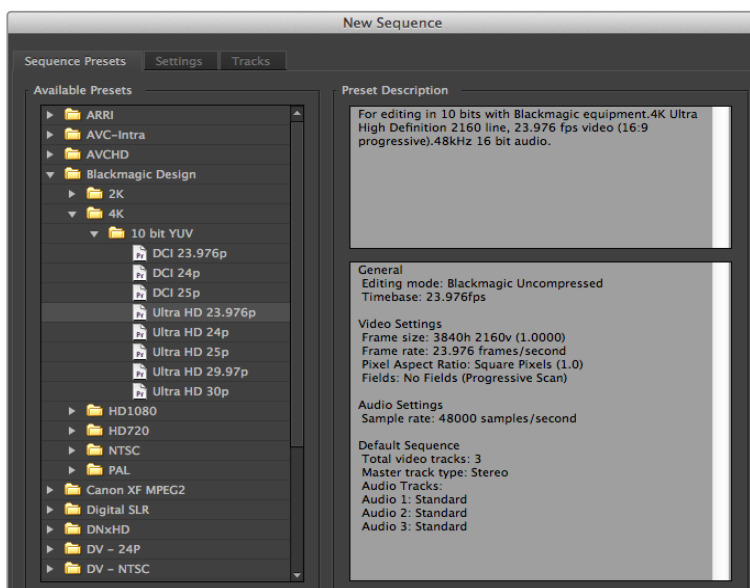 New Sequence
Sequence Presets
Settings
Tracks
Available Presets
ARRI
AVC-Intra
AVCHD
Blackmagic Design
2K
4K
10 bit YUV
DCI 23.976p
DCI 24p
DCI 25p
Ultra HD 23.976p
Ultra HD 24p
Ultra HD 25p
Ultra HD 29.97p
Ultra HD 30p
HD1080
HD720
NTSC
PAL
Canon XF MPEG2
Digital SLR
DNxHD
DV - 24P
DV - NTSC
Preset Description
For editing in 10 bits with Blackmagic equipment.4K Ultra
High Definition 2160 line, 23.976 fps video (16:9
progressive).48kHz 16 bit audio.
General
Editing mode: Blackmagic Uncompressed
Timebase: 23.976fps
Video Settings
Frame size: 3840h 2160v (1.0000)
Frame rate: 23.976 frames/second
Pixel Aspect Ratio: Square Pixels (1.0)
Fields: No Fields (Progressive Scan)
Audio Settings
Sample rate: 48000 samples/second
Default Sequence
Total video tracks: 3
Master track type: Stereo
Audio Tracks:
Audio 1: Standard
Audio 2: Standard
Audio 3: Standard